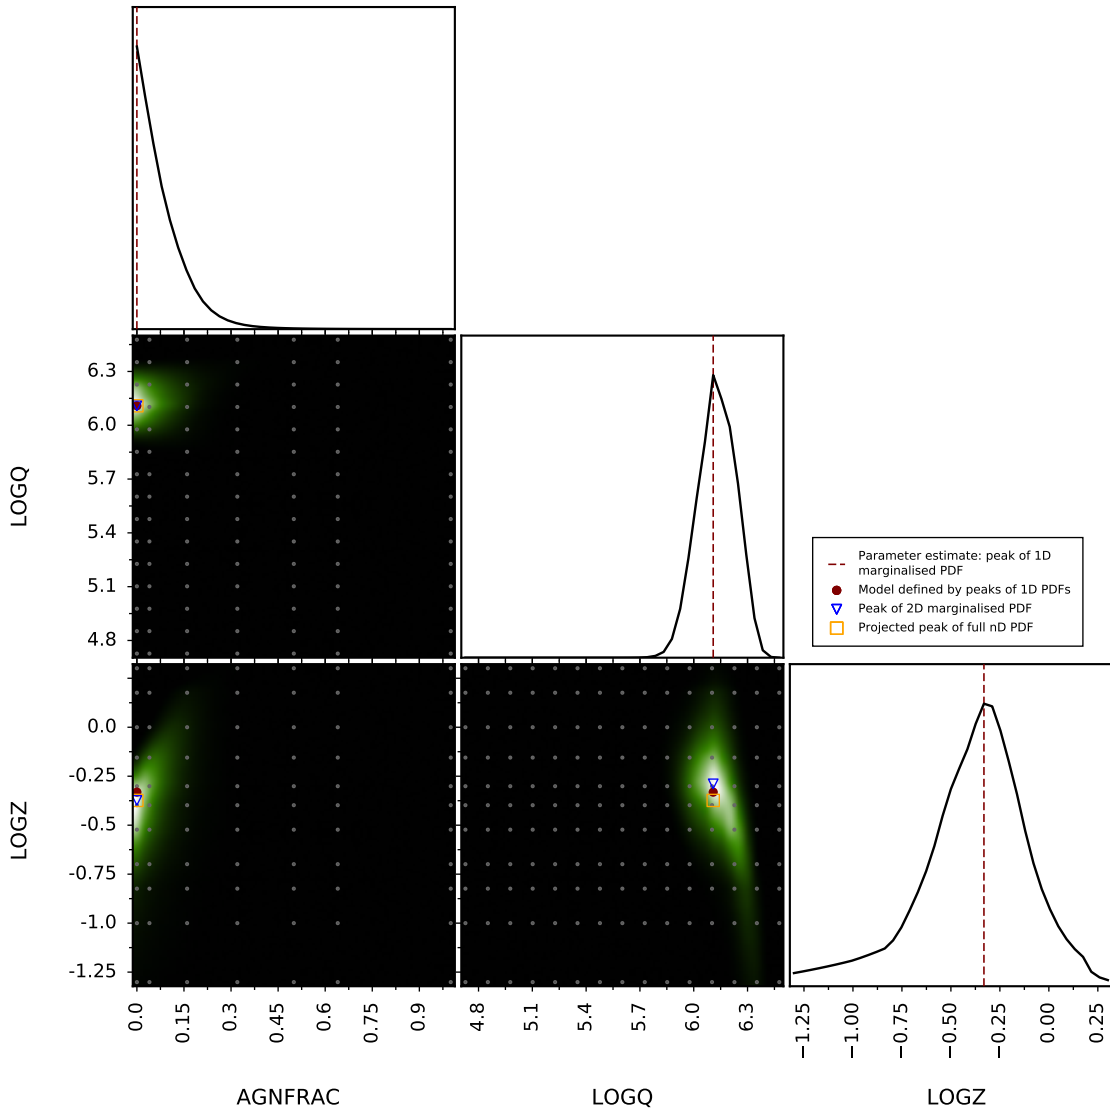 6.3
6.0
5.7
5.4
5.1
4.8
LOGQ
Parameter estimate: peak of 1D
marginalised PDF
Model defined by peaks of 1D PDFs
Peak of 2D marginalised PDF
Projected peak of full nD PDF
0.0
-0.25
-0.5
-0.75
-1.0
-1.25
LOGZ
0.0 0.15 0.3 0.45 0.6 0.75 0.9
4.8 5.1 5.4 5.7 6.0 6.3
−1.25 −1.00 −0.75 −0.50 −0.25 0.00 0.25
AGNFRAC LOGQ LOGZ